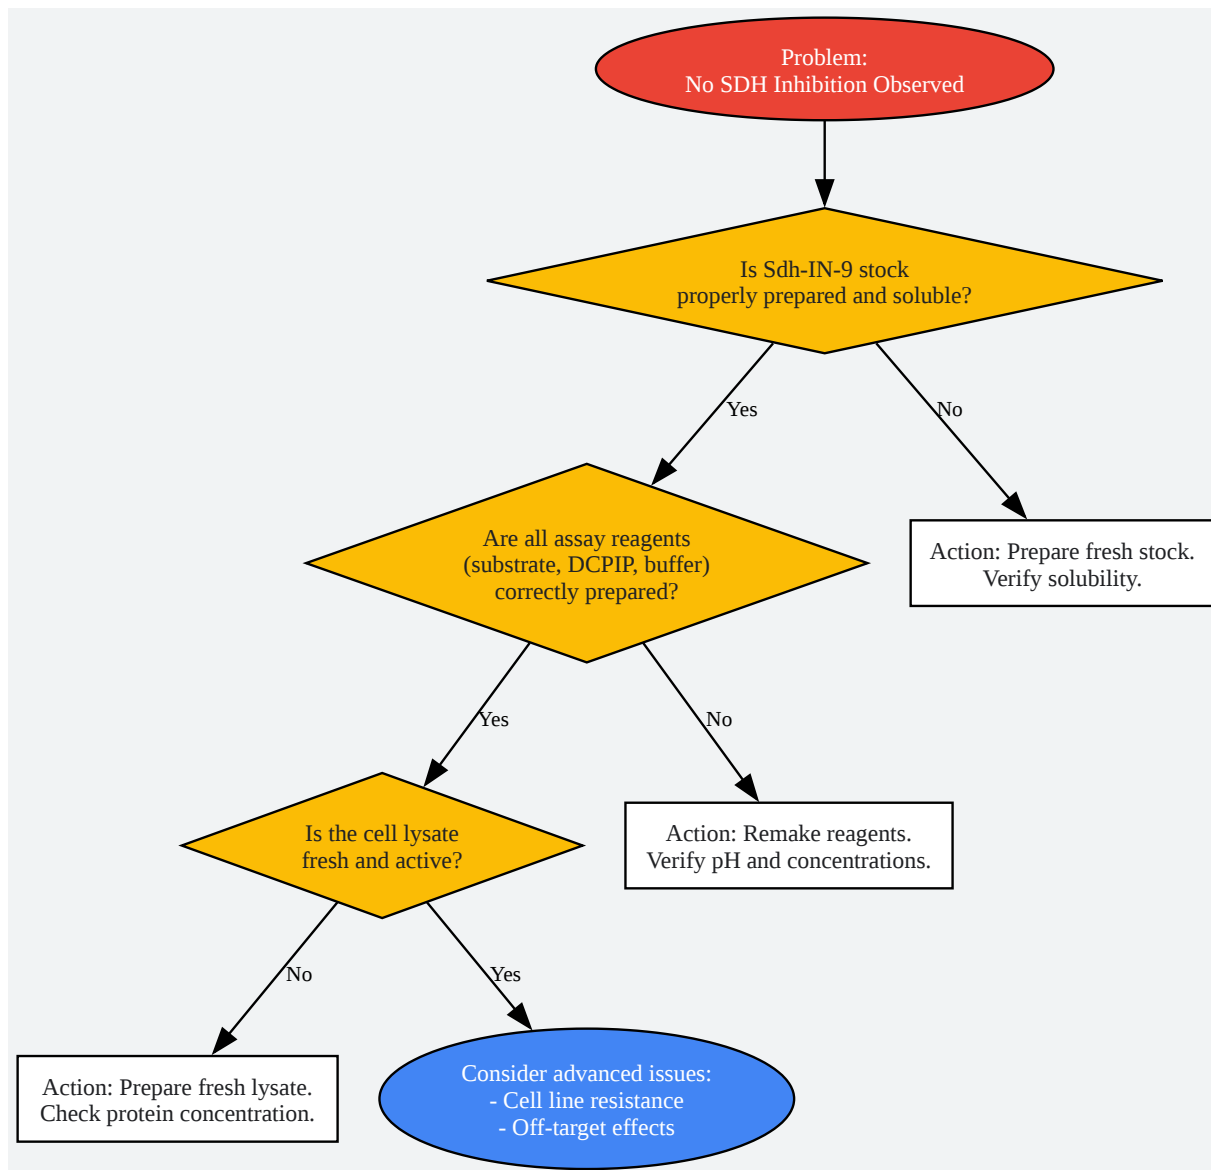 Problem:
No SDH Inhibition Observed
Is Sdh-IN-9 stock
properly prepared and soluble?
Yes
No
Are all assay reagents
(substrate, DCPIP, buffer)
correctly prepared?
Action: Prepare fresh stock.
Verify solubility.
Yes
No
Is the cell lysate
fresh and active?
Action: Remake reagents.
Verify pH and concentrations.
No
Yes
Action: Prepare fresh lysate.
Check protein concentration.
Consider advanced issues:
- Cell line resistance
- Off-target effects